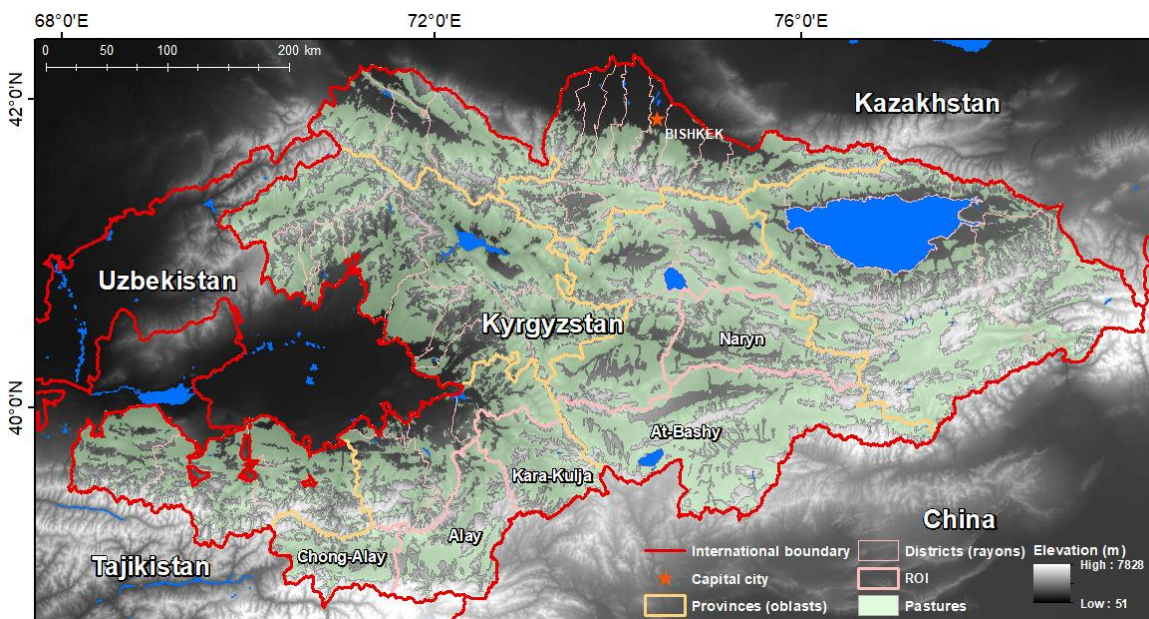 68°0'E 72°0'E 76°0'E
0 50 100 200 km
42°N
Kazakhstan
BISHKEK
Uzbekistan
Kyrgyzstan
Naryn
40°N
At-Bashy
Kara-Kulja
Alay
Chong-Alay
Tajikistan
China
International boundary
Capital city
Provinces (oblasts)
Districts (rayons)
ROI
Pastures
Elevation (m)
High : 7828
Low : 51